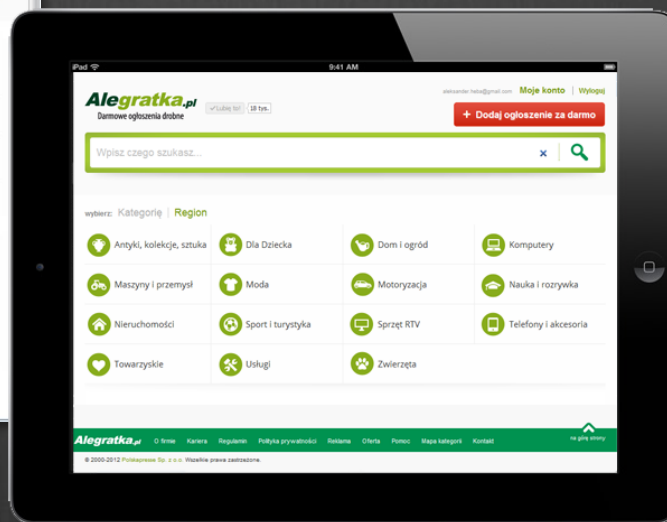 iPad 9:41 AM
Alegratka.pl
Darmowe ogłoszenia drobne
Lubię to! 18 tys.
aleksander.heba@gmail.com Moje konto | Wyloguj
+ Dodaj ogłoszenie za darmo
Wpisz czego szukasz... x
wybierz: Kategorię | Region
Antyki, kolekcje, sztuka Dla Dziecka Dom i ogród Komputery
Maszyny i przemysł Moda Motoryzacja Nauka i rozrywka
Nieruchomości Sport i turystyka Sprzęt RTV Telefony i akcesoria
Towarzyskie Usługi Zwierzęta
Alegratka.pl O firmie Kariera Regulamin Polityka prywatności Reklama Oferta Pomoc Mapa kategorii Kontakt na górę strony
© 2000-2012 Polskapresse Sp. z o.o. Wszelkie prawa zastrzeżone.